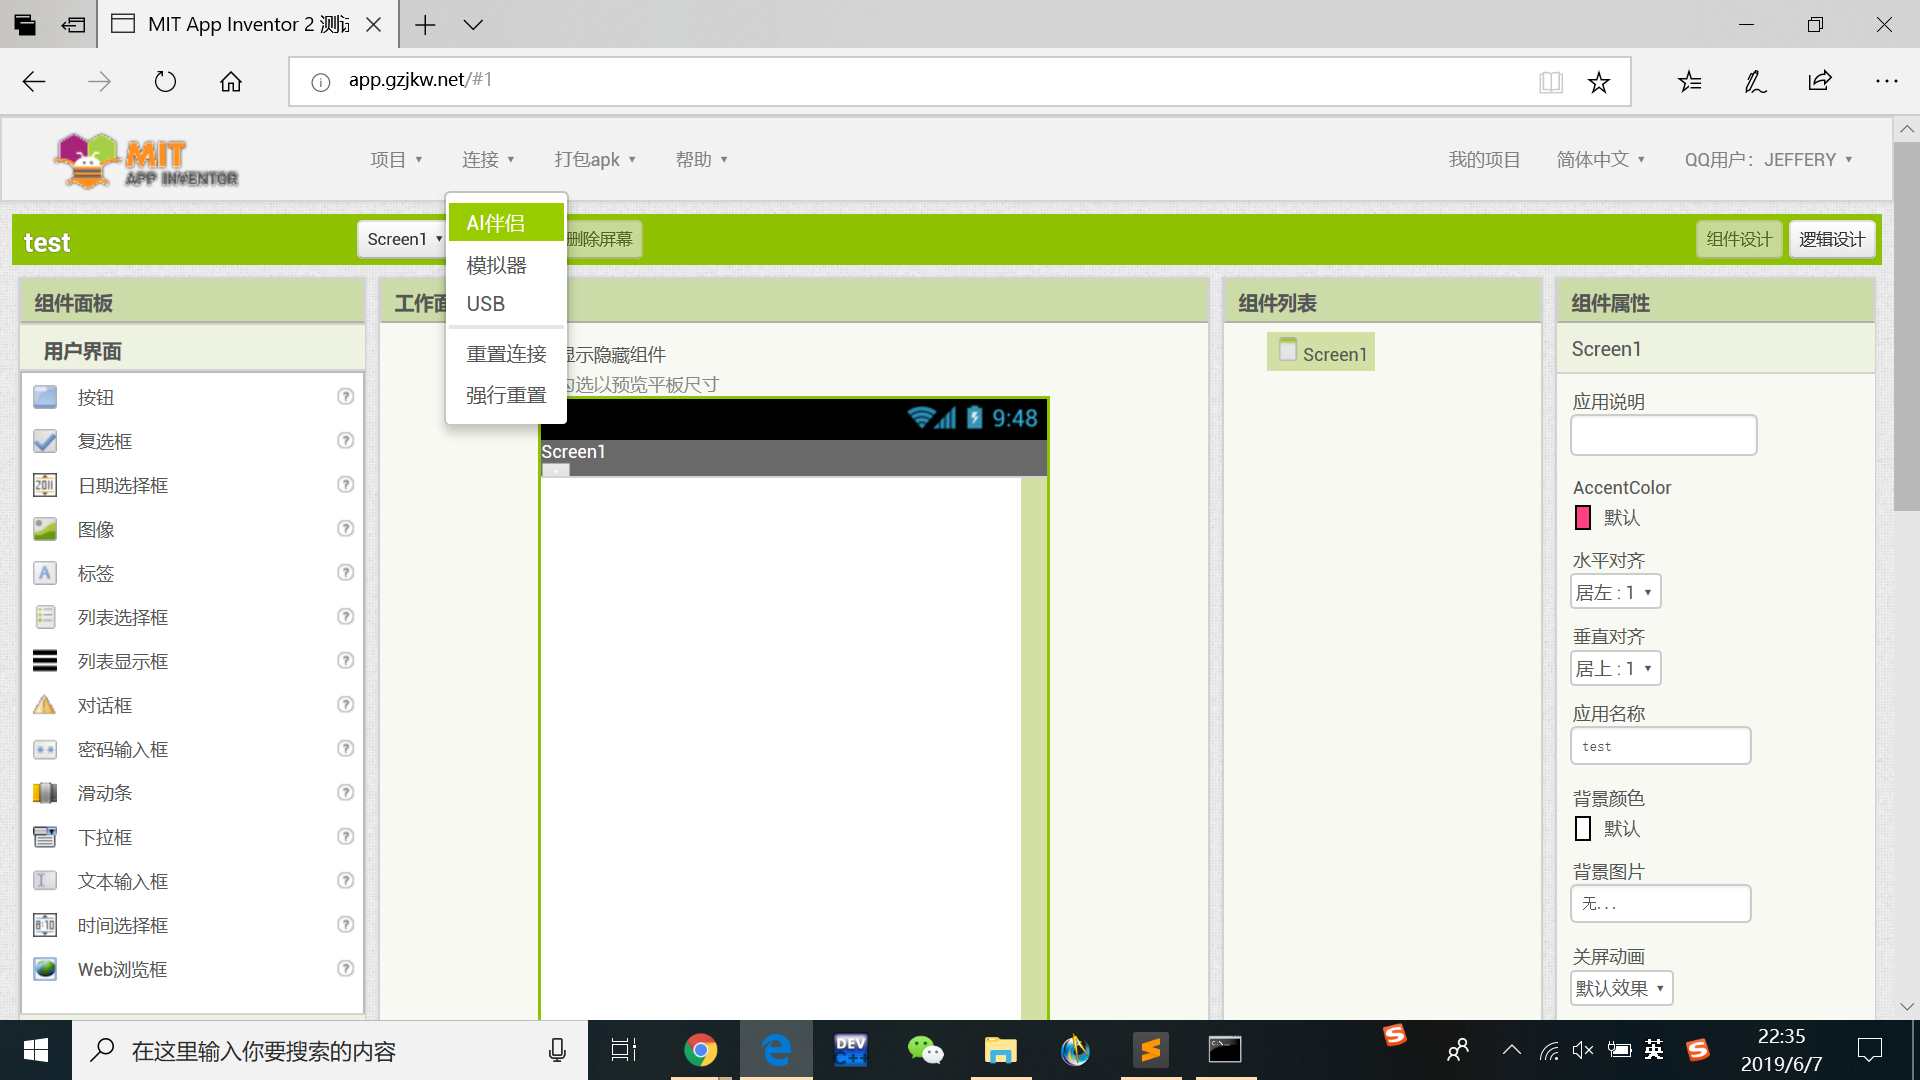 MIT App Inventor 2 测试
app.gzjkw.net/#1
MIT
APP INVENTOR
项目
连接
打包apk
帮助
我的项目
简体中文
QQ用户：JEFFERY
test
Screen1
删除屏幕
组件设计
逻辑设计
AI伴侣
模拟器
USB
重置连接
强行重置
组件面板
用户界面
按钮
复选框
日期选择框
图像
标签
列表选择框
列表显示框
对话框
密码输入框
滑动条
下拉框
文本输入框
时间选择框
Web浏览框
工作面
显示隐藏组件
勾选以预览平板尺寸
9:48
Screen1
组件列表
Screen1
组件属性
Screen1
应用说明
AccentColor
默认
水平对齐
居左 : 1
垂直对齐
居上 : 1
应用名称
test
背景颜色
默认
背景图片
无...
关屏动画
默认效果
在这里输入你要搜索的内容
DEV
C++
英
22:35
2019/6/7